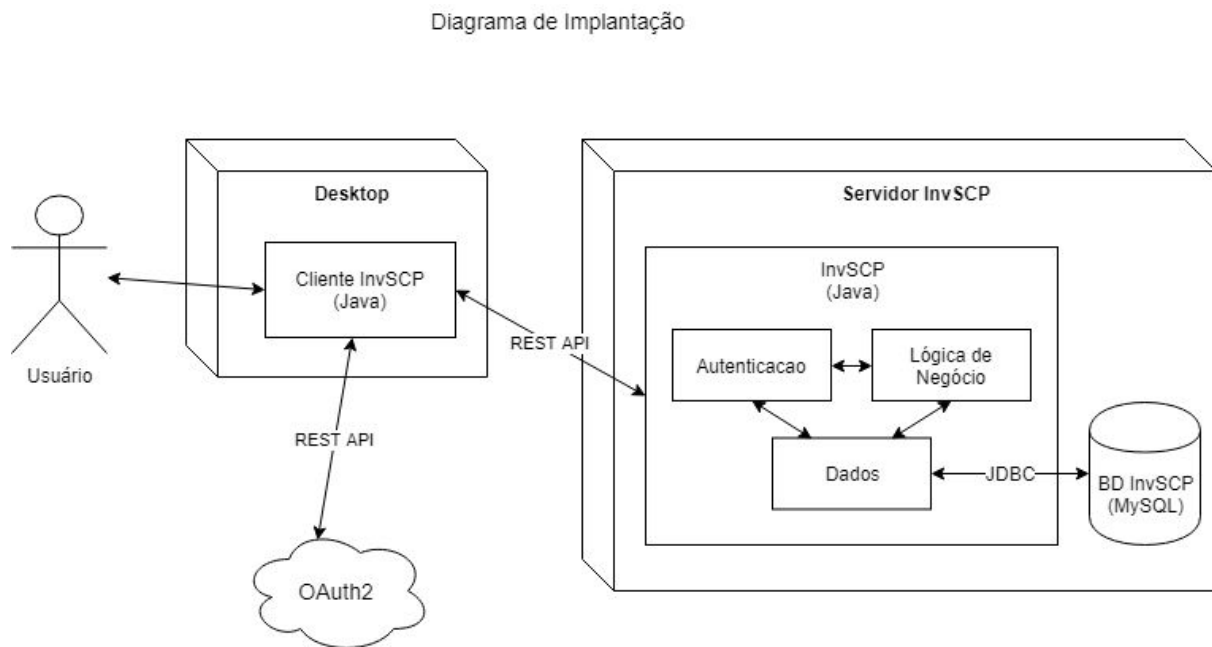 Diagrama de Implantação
Desktop
Servidor InvSCP
Cliente InvSCP
(Java)
InvSCP
(Java)
REST API
Autenticacao
Lógica de
Negócio
Usuário
REST API
Dados
JDBC
BD InvSCP
(MySQL)
OAuth2